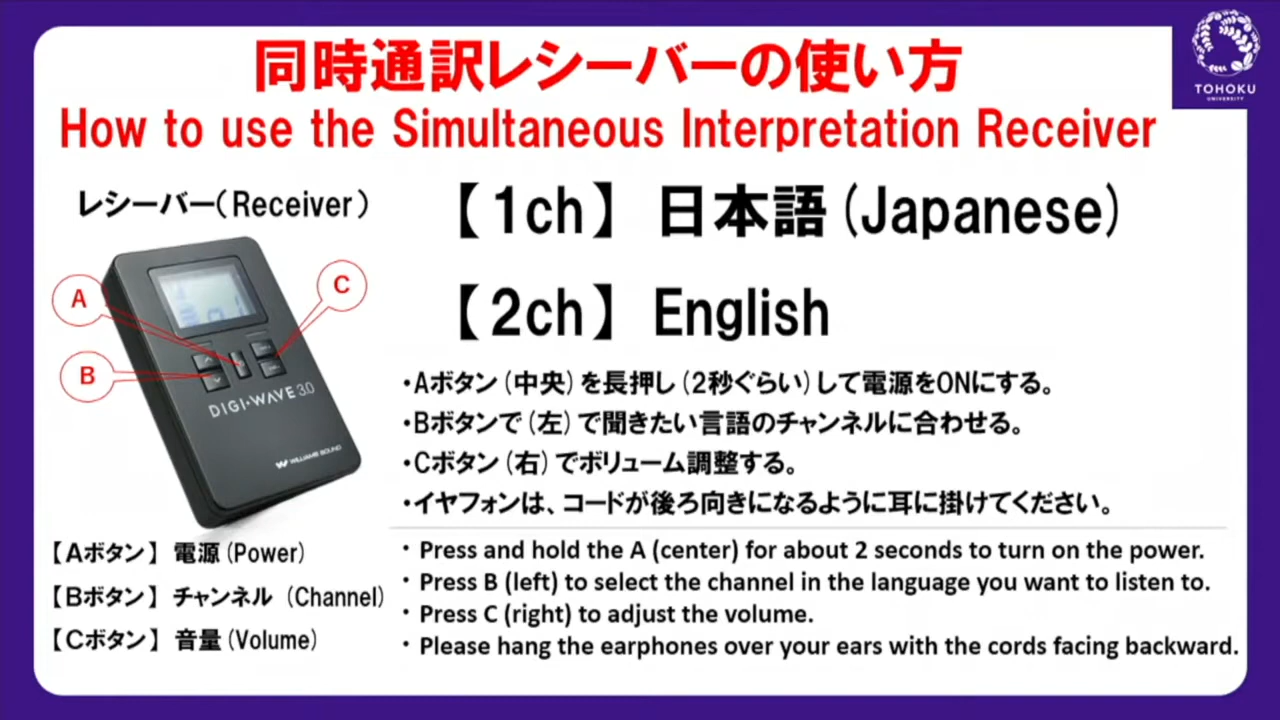 同時通訳レシーバーの使い方
How to use the Simultaneous Interpretation Receiver
TOHOKU
UNIVERSITY
レシーバー（Receiver）
【1ch】 日本語（Japanese）
【2ch】 English
A
B
C
DIGI-WAVE 3.0
WILLIAMS SOUND
・Aボタン（中央）を長押し（2秒ぐらい）して電源をONにする。
・Bボタンで（左）で聞きたい言語のチャンネルに合わせる。
・Cボタン（右）でボリューム調整する。
・イヤフォンは、コードが後ろ向きになるように耳に掛けてください。
【Aボタン】 電源（Power）
【Bボタン】 チャンネル （Channel）
【Cボタン】 音量（Volume）
・Press and hold the A (center) for about 2 seconds to turn on the power.
・Press B (left) to select the channel in the language you want to listen to.
・Press C (right) to adjust the volume.
・Please hang the earphones over your ears with the cords facing backward.